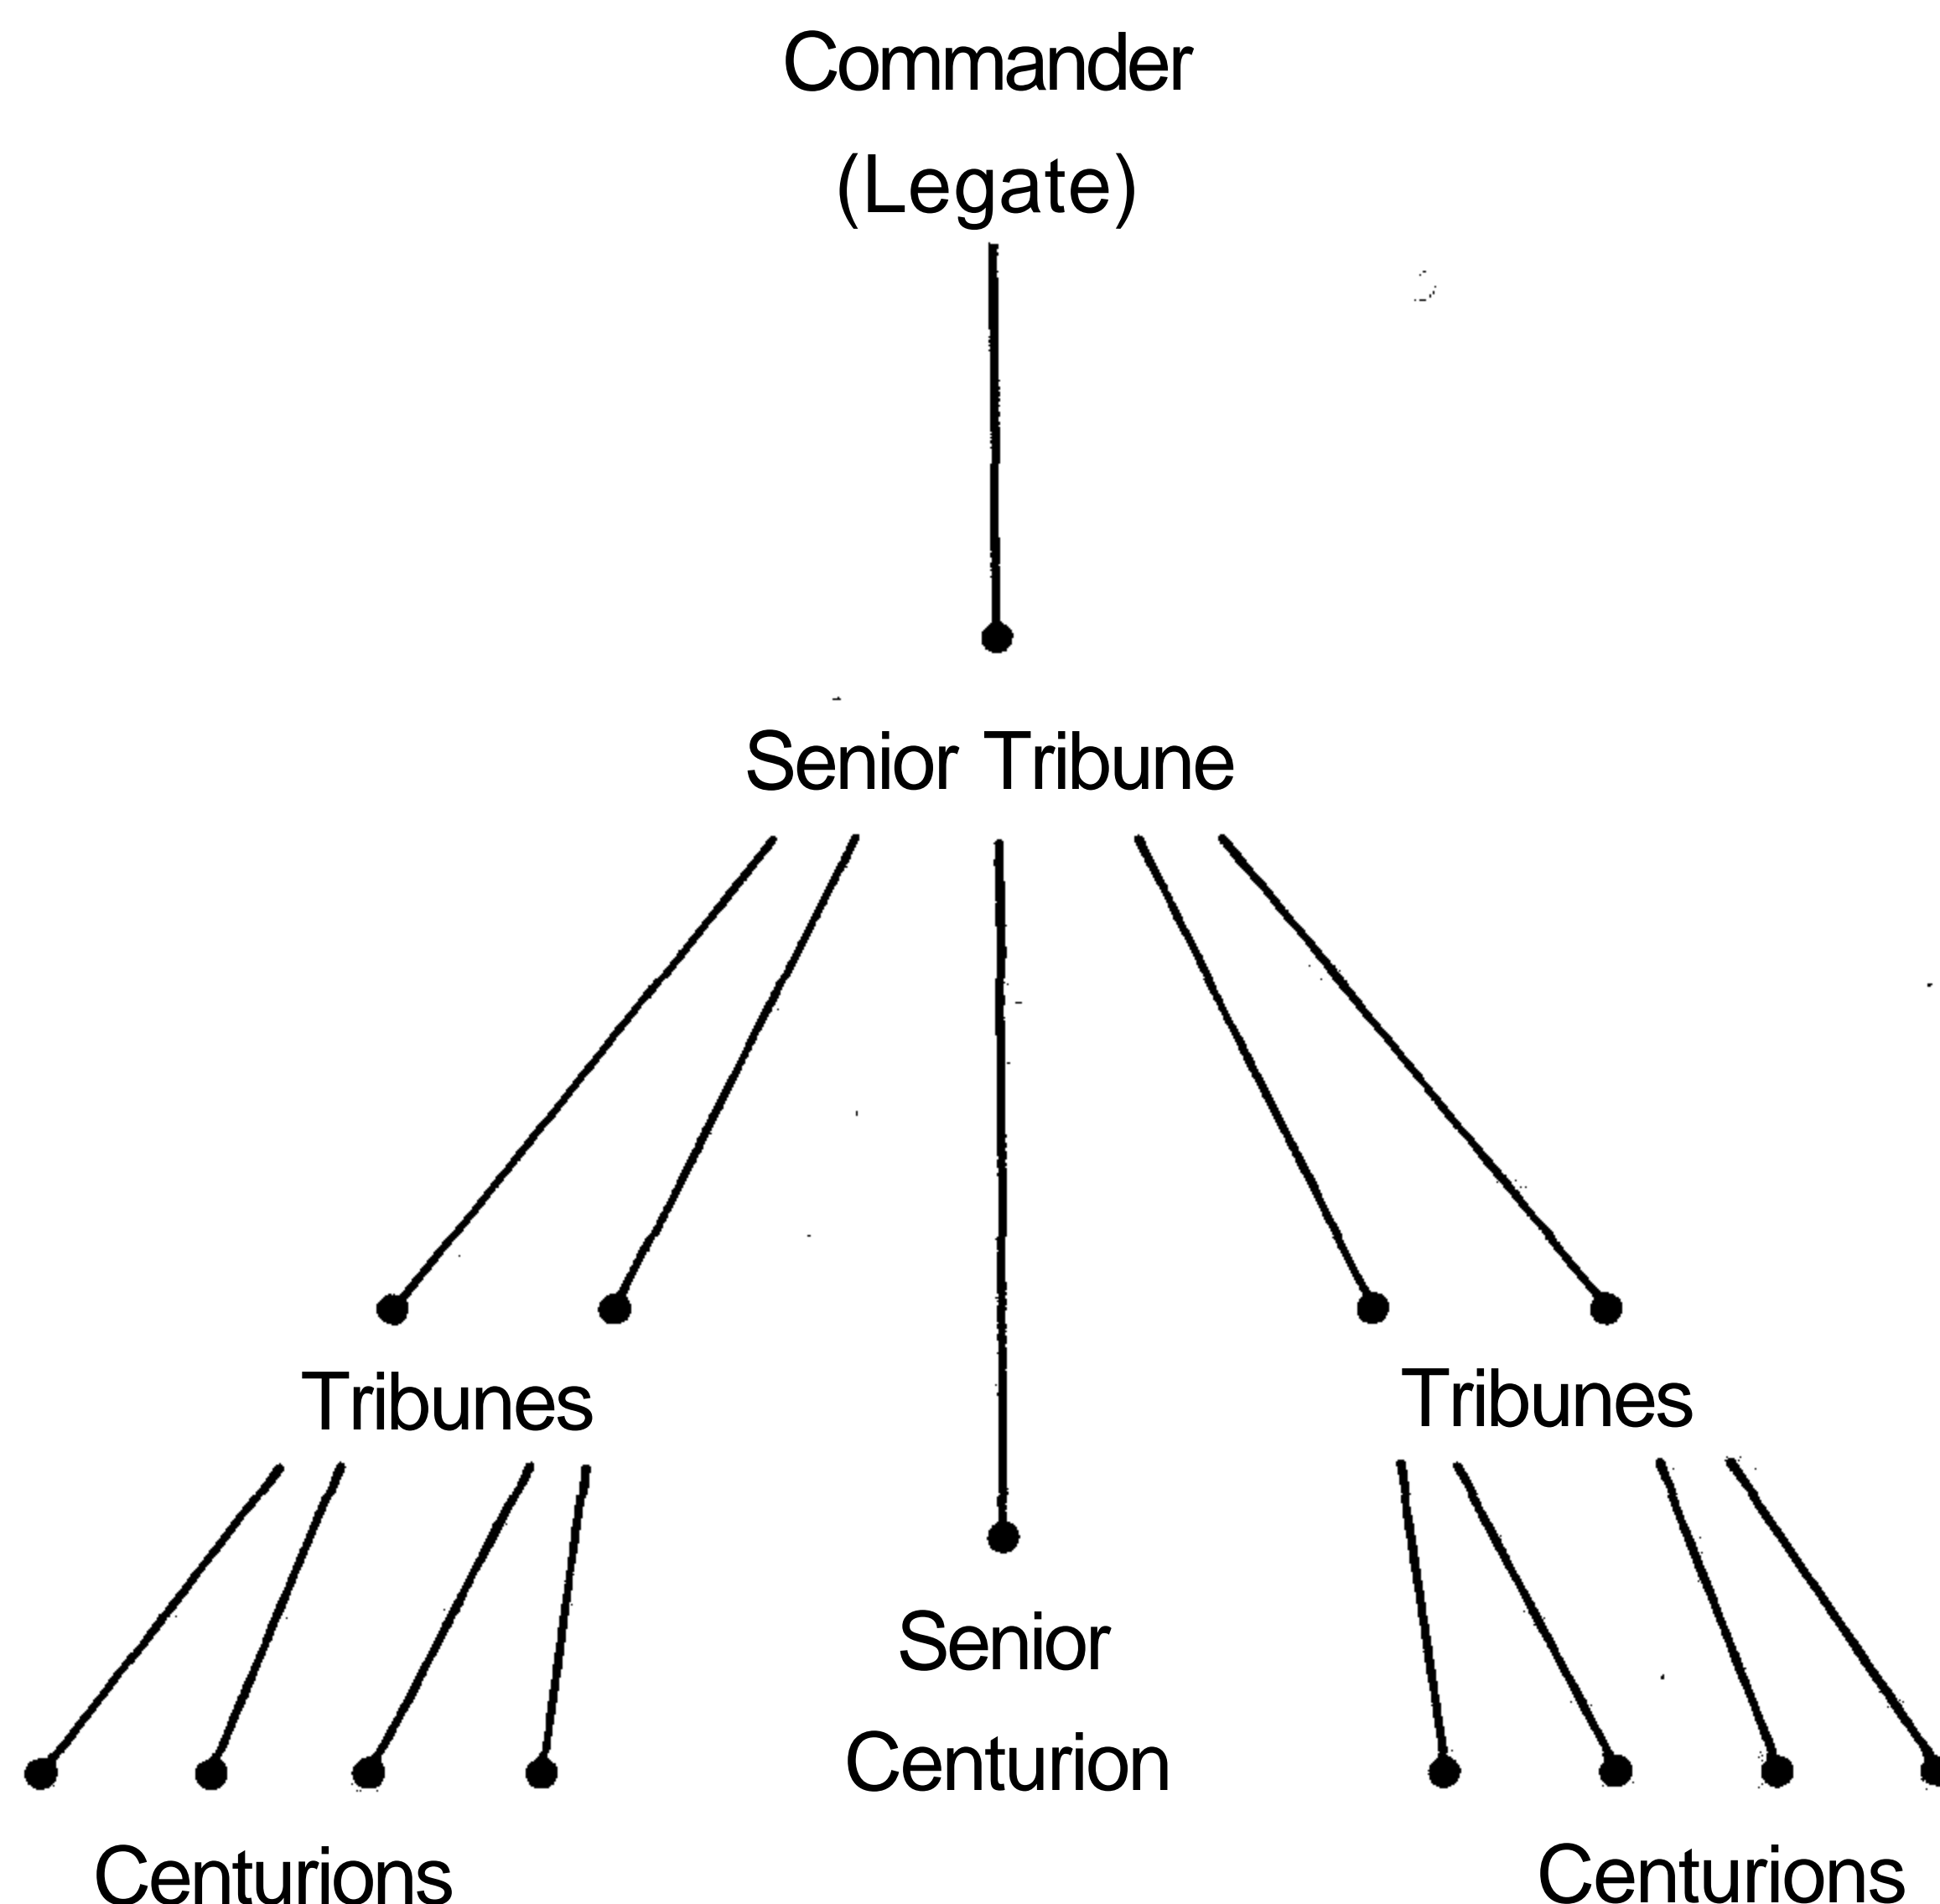 Commander
(Legate)
Senior Tribune
Tribunes
Tribunes
Senior
Centurion
Centurions
Centurions